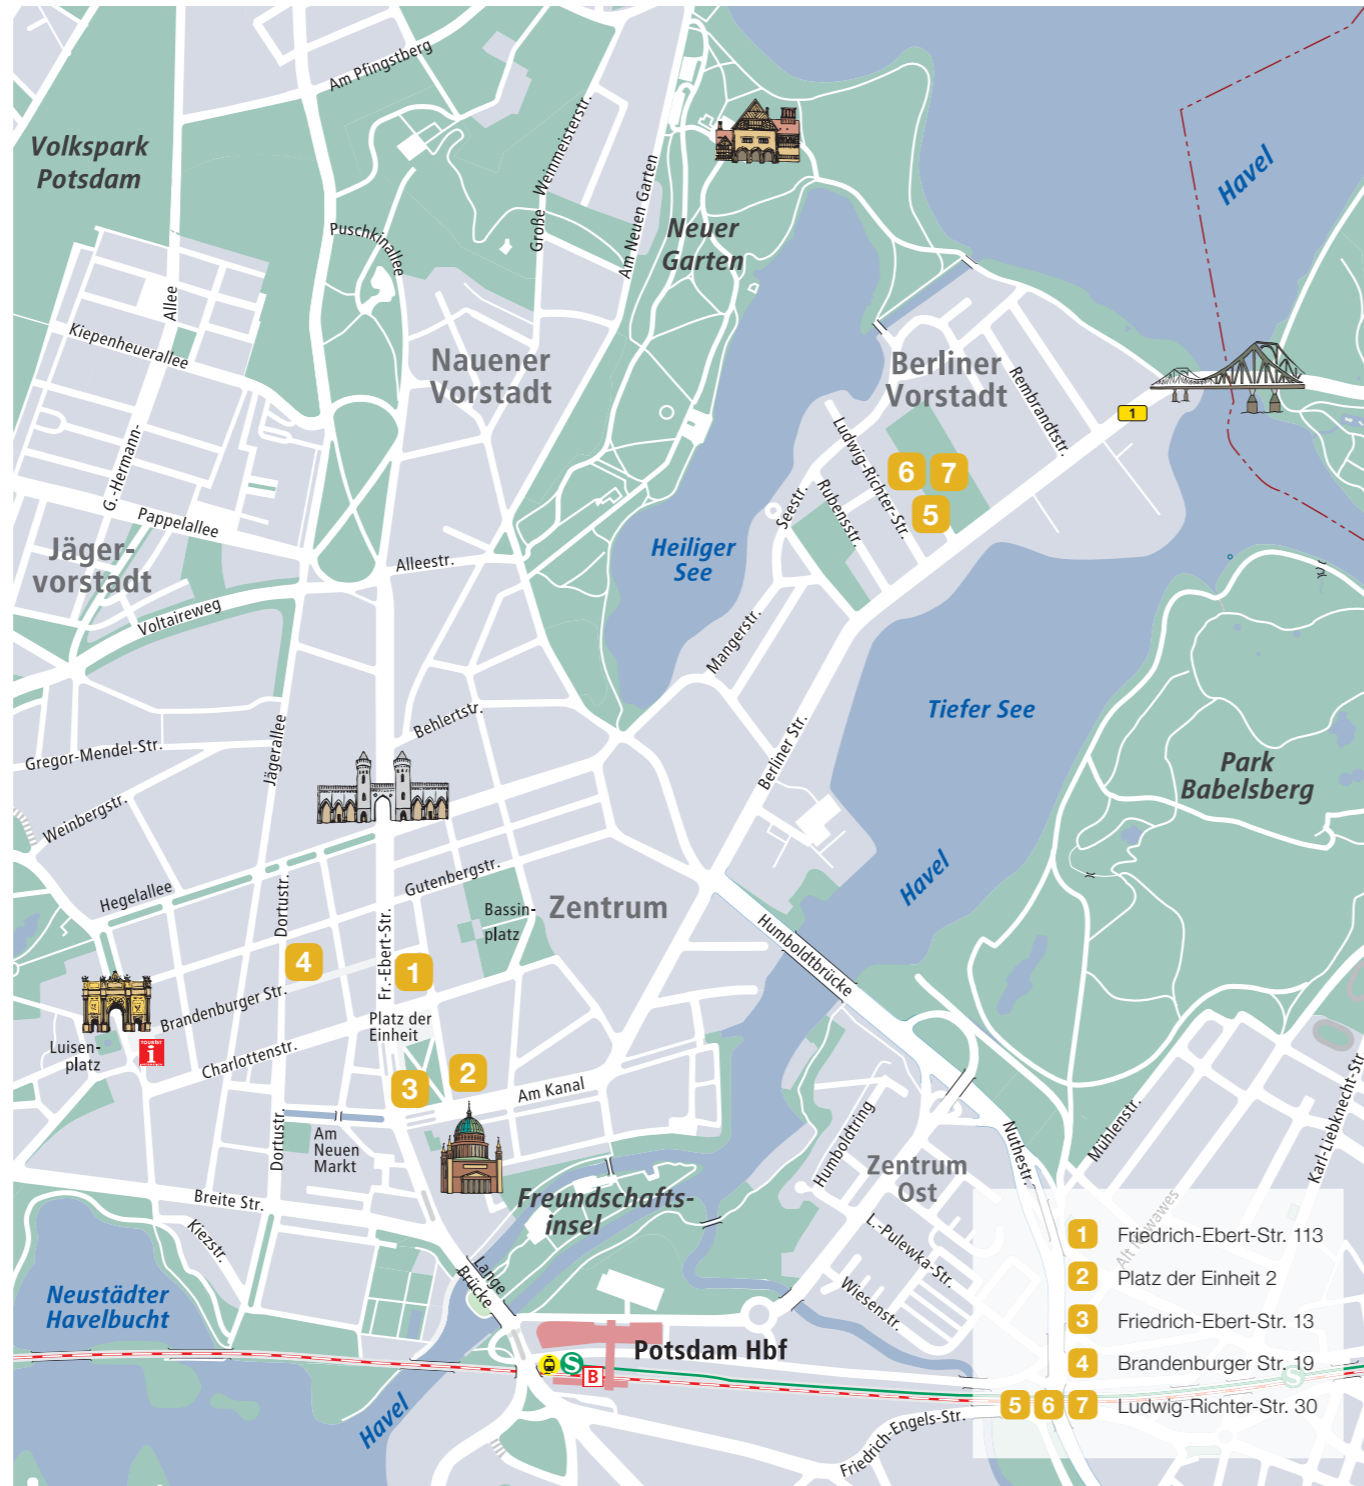 Am Pfingstberg
Volkspark
Potsdam
Große Weinmeisterstr.
Am Neuen Garten
Neuer
Garten
Havel
Puschkinallee
G.-Hermann-
Allee
Kiepenheuerallee
Nauener
Vorstadt
Berliner
Vorstadt
Rembrandtstr.
1
Ludwig-Richter-Str.
6
7
5
Seestr.
Rubensstr.
Pappelallee
Jäger-
vorstadt
Alleestr.
Heiliger
See
Voltaireweg
Mangerstr.
Tiefer See
Behlertstr.
Gregor-Mendel-Str.
Jägerallee
Berliner Str.
Park
Babelsberg
Weinbergstr.
Hegelallee
Gutenbergstr.
Havel
Dortustr.
Fr.-Ebert-Str.
Bassin-
platz
Zentrum
Humboldtbrücke
4
1
Brandenburger Str.
Platz der
Einheit
Luisen-
platz
TOURIST
i
Charlottenstr.
3
2
Am Kanal
Dortustr.
Am
Neuen
Markt
Humboldtring
Nuthestr.
Mühlenstr.
Karl-Liebknecht-Str.
Zentrum
Ost
Breite Str.
Kiezstr.
Freundschafts-
insel
L.-Pulewka-Str.
Alt Nowawes
Lange
Brücke
Wiesenstr.
Neustädter
Havelbucht
Potsdam Hbf
S
B
Havel
Friedrich-Engels-Str.
S
1 Friedrich-Ebert-Str. 113
2 Platz der Einheit 2
3 Friedrich-Ebert-Str. 13
4 Brandenburger Str. 19
5 6 7 Ludwig-Richter-Str. 30